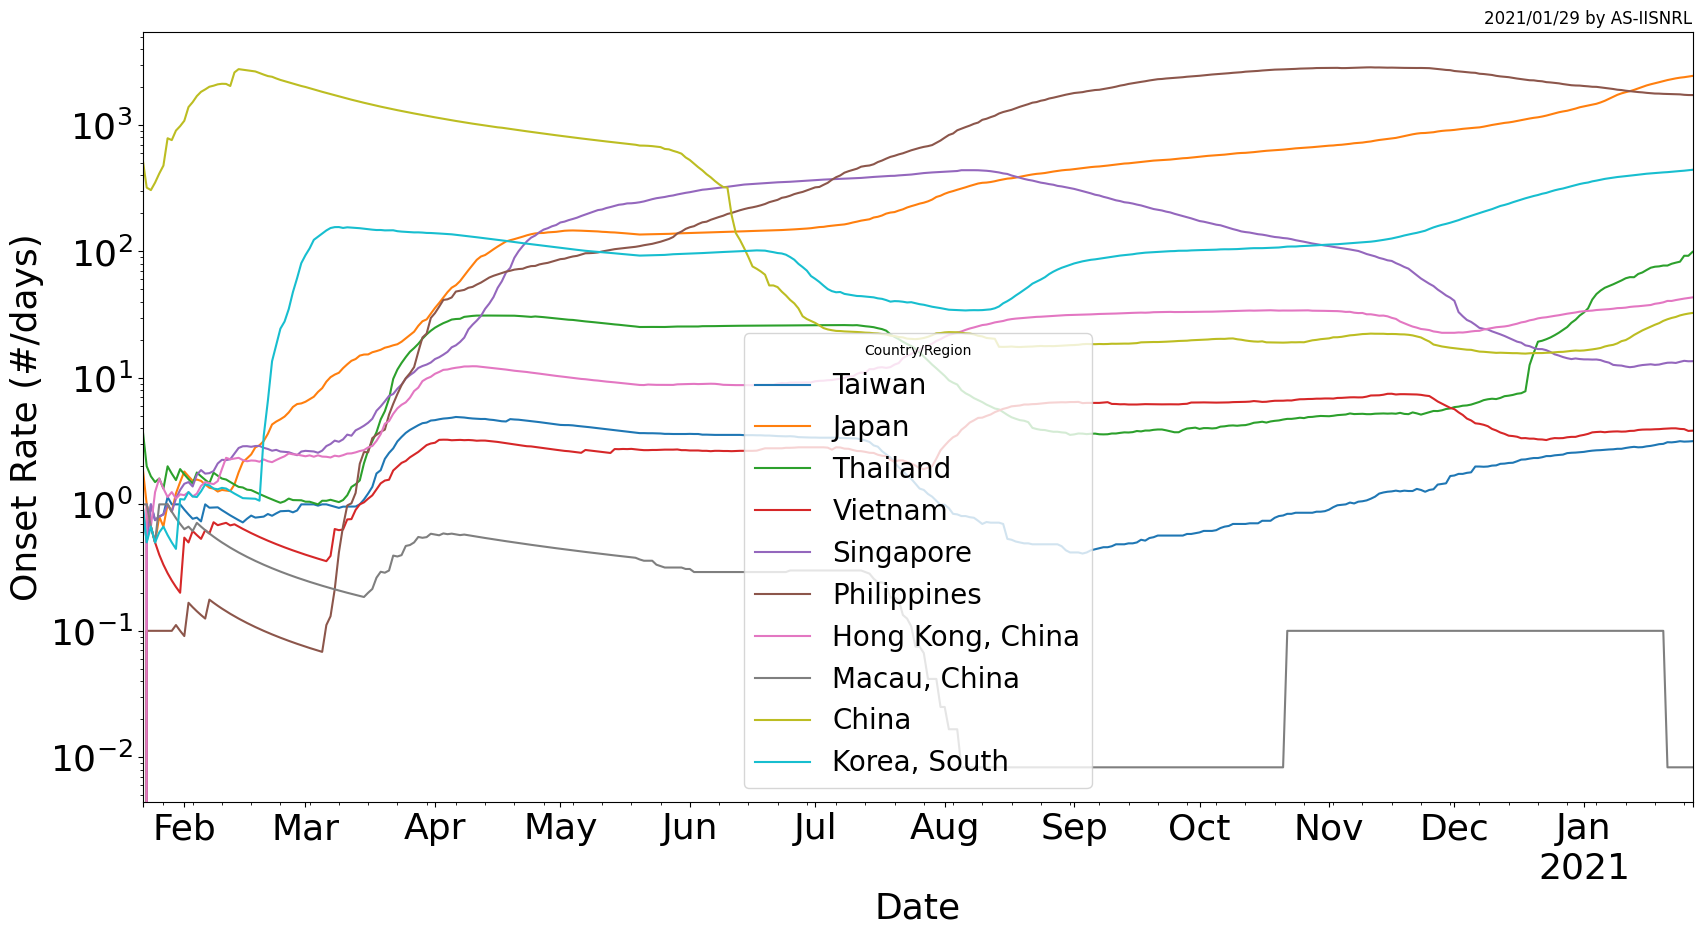 2021/01/29 by AS-IISNRL
Onset Rate (#/days)
10³
10²
10¹
10⁰
10⁻¹
10⁻²
Country/Region
Taiwan
Japan
Thailand
Vietnam
Singapore
Philippines
Hong Kong, China
Macau, China
China
Korea, South
Feb Mar Apr May Jun Jul Aug Sep Oct Nov Dec Jan
2021
Date